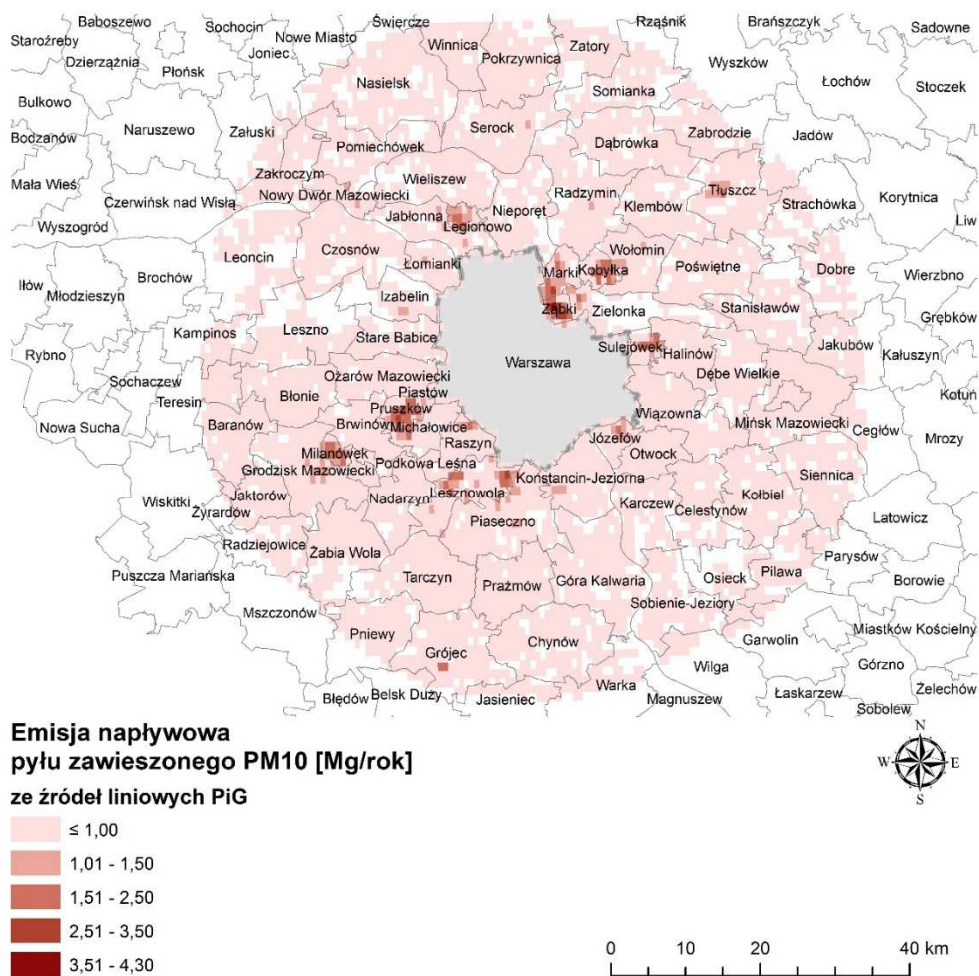 Baboszewo
Sochocin
Świercze
Rząśnik
Brańszczyk
Sadowne
Staroźreby
Dzierzążnia
Nowe Miasto
Joniec
Winnica
Pokrzywnica
Zatory
Wyszków
Płońsk
Nasielsk
Somianka
Łochów
Stoczek
Bulkowo
Naruszewo
Załuski
Serock
Zabrodzie
Jadów
Bodzanów
Pomiechówek
Dąbrówka
Mała Wieś
Zakroczym
Wieliszew
Radzymin
Tłuszcz
Korytnica
Czerwińsk nad Wisłą
Nowy Dwór Mazowiecki
Klembów
Strachówka
Wyszogród
Jabłonna
Nieporęt
Liw
Legionowo
Leoncin
Czosnów
Łomianki
Wołomin
Marki
Kobyłka
Poświętne
Dobre
Iłów
Brochów
Wierzbno
Młodzieszyn
Izabelin
Ząbki
Zielonka
Stanisławów
Grębków
Kampinos
Leszno
Stare Babice
Rybno
Warszawa
Sulejówek
Halinów
Jakubów
Kałuszyn
Sochaczew
Teresin
Ożarów Mazowiecki
Dębe Wielkie
Kotuń
Błonie
Piastów
Nowa Sucha
Baranów
Pruszków
Brwinów
Michałowice
Wiązowna
Mińsk Mazowiecki
Cegłów
Mrozy
Raszyn
Józefów
Milanówek
Otwock
Grodzisk Mazowiecki
Podkowa Leśna
Konstancin-Jeziorna
Siennica
Wiskitki
Jaktorów
Nadarzyn
Lesznowola
Karczew
Kołbiel
Żyrardów
Celestynów
Latowicz
Piaseczno
Radziejowice
Żabia Wola
Parysów
Puszcza Mariańska
Tarczyn
Prażmów
Góra Kalwaria
Osieck
Pilawa
Borowie
Mszczonów
Sobienie-Jeziory
Pniewy
Miastków Kościelny
Grójec
Chynów
Garwolin
Wilga
Górzno
Błędów
Belsk Duży
Jasieniec
Warka
Magnuszew
Łaskarzew
Żelechów
Sobolew
Emisja napływowa
pyłu zawieszonego PM10 [Mg/rok]
ze źródeł liniowych PiG
≤ 1,00
1,01 - 1,50
1,51 - 2,50
2,51 - 3,50
3,51 - 4,30
N
W
E
S
0 10 20 40 km